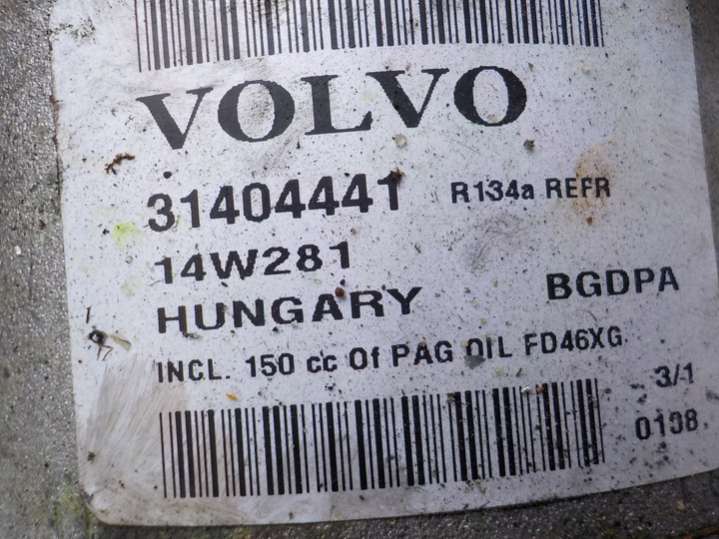 VOLVO
31404441 R134a REFR
14W281
HUNGARY BGDPA
INCL. 150 cc Of PAG OIL FD46XG
3/1
0108